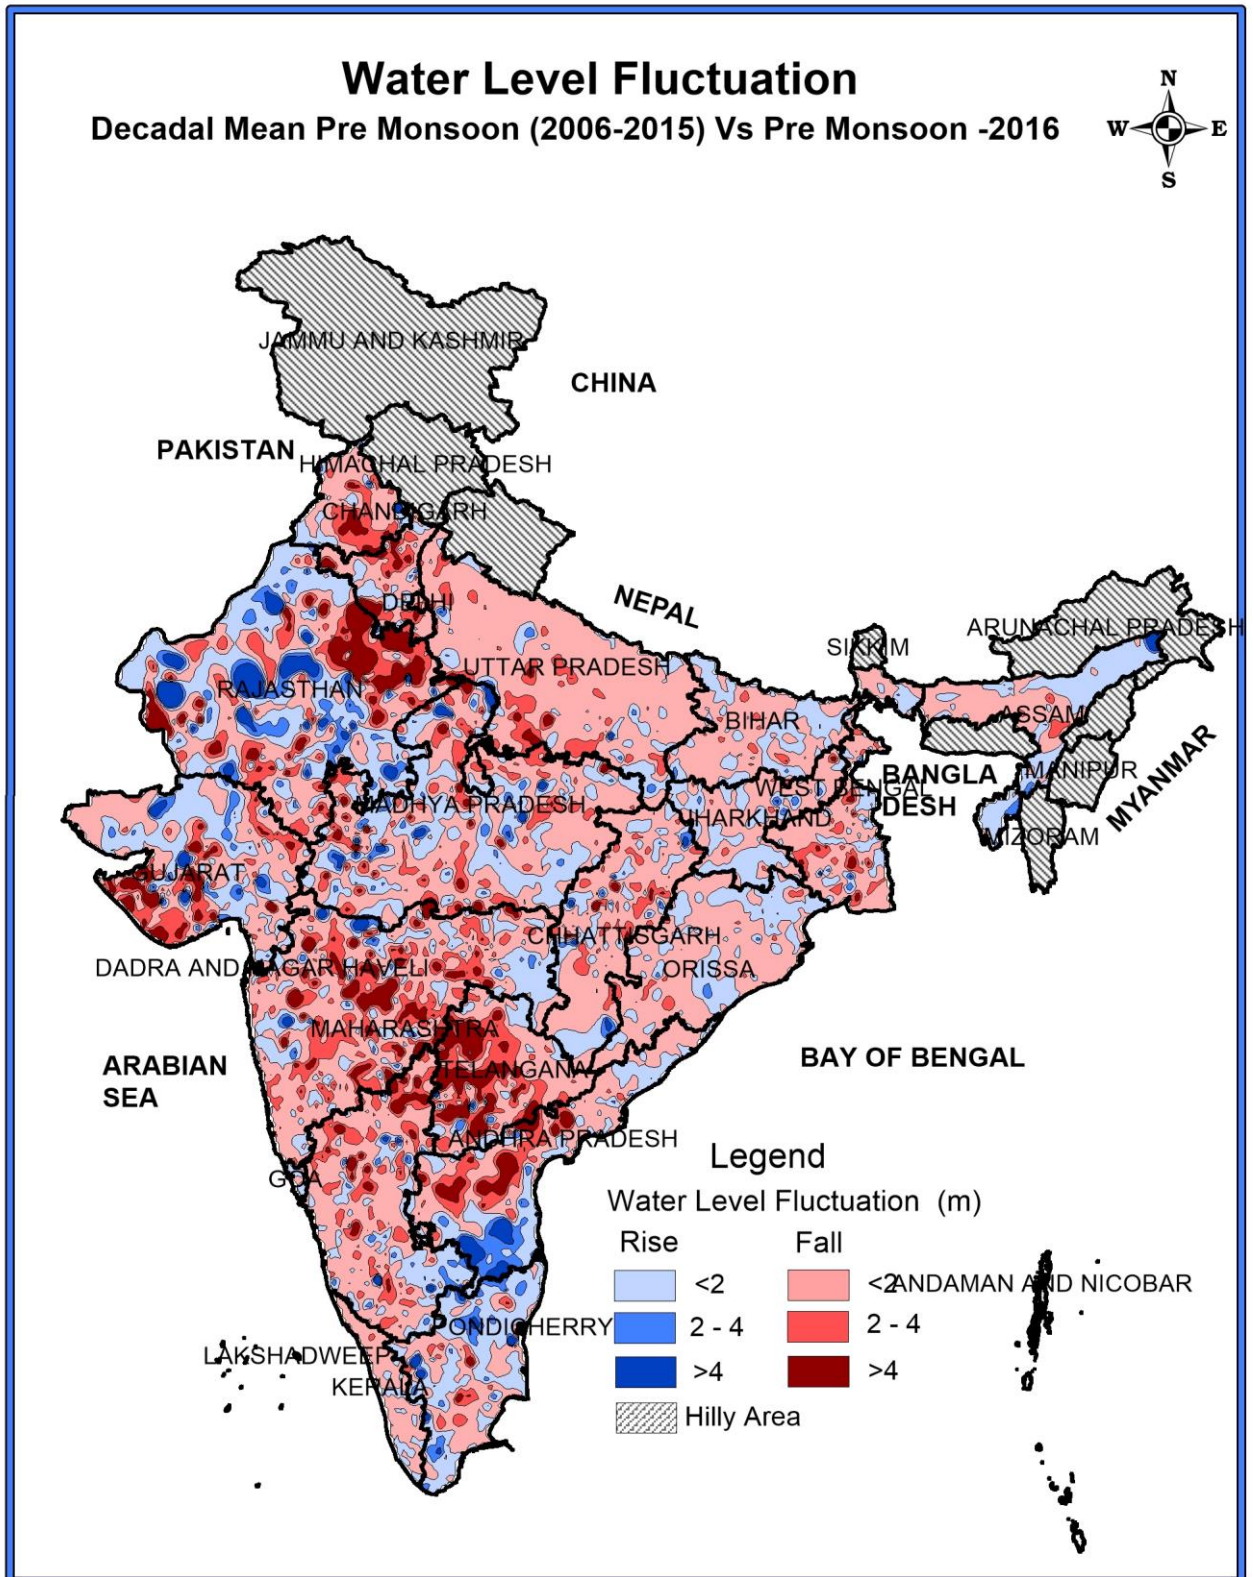 Water Level Fluctuation
Decadal Mean Pre Monsoon (2006-2015) Vs Pre Monsoon -2016
N
W E
S
JAMMU AND KASHMIR
CHINA
PAKISTAN
HIMACHAL PRADESH
CHANDIGARH
NEPAL
DELHI
ARUNACHAL PRADESH
SIKKIM
UTTAR PRADESH
RAJASTHAN
ASSAM
BIHAR
MANIPUR
BANGLA
DESH
MYANMAR
WEST BENGAL
MADHYA PRADESH
JHARKHAND
MIZORAM
GUJARAT
CHHATTISGARH
DADRA AND NAGAR HAVELI
ORISSA
MAHARASHTRA
ARABIAN
SEA
BAY OF BENGAL
TELANGANA
ANDHRA PRADESH
GOA
Legend
Water Level Fluctuation (m)
Rise Fall
<2 <2
ANDAMAN AND NICOBAR
2 - 4 2 - 4
PONDICHERRY
LAKSHADWEEP
>4 >4
KERALA
Hilly Area